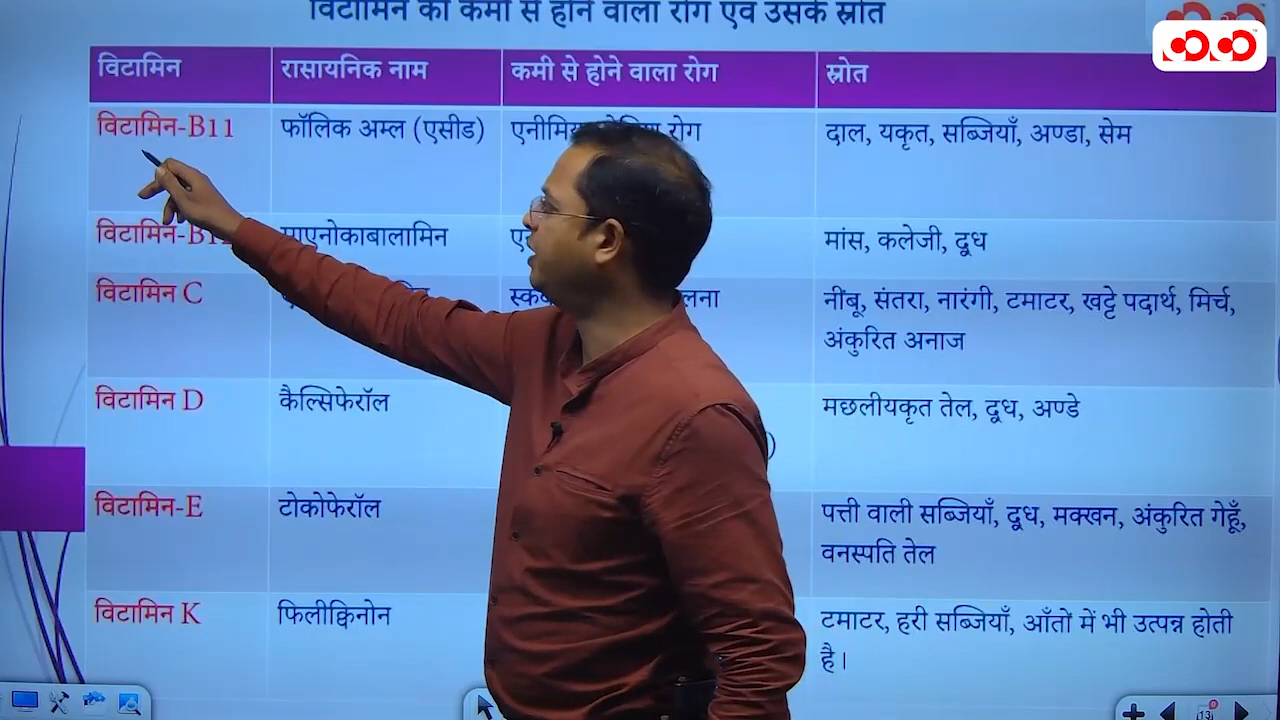 विटामिन की कमी से होने वाला रोग एवं उसके स्रोत
विटामिन रासायनिक नाम कमी से होने वाला रोग स्रोत
विटामिन-B11 फॉलिक अम्ल (एसीड) रोग दाल, यकृत, सब्जियाँ, अण्डा, सेम
मांस, कलेजी, दूध
विटामिन C नींबू, संतरा, नारंगी, टमाटर, खट्टे पदार्थ, मिर्च,
अंकुरित अनाज
विटामिन D कैल्सिफेरॉल मछलीयकृत तेल, दूध, अण्डे
विटामिन-E टोकोफेरॉल पत्ती वाली सब्जियाँ, दूध, मक्खन, अंकुरित गेहूँ,
वनस्पति तेल
विटामिन K फिलीक्विनोन टमाटर, हरी सब्जियाँ, आँतों में भी उत्पन्न होती
है।
13